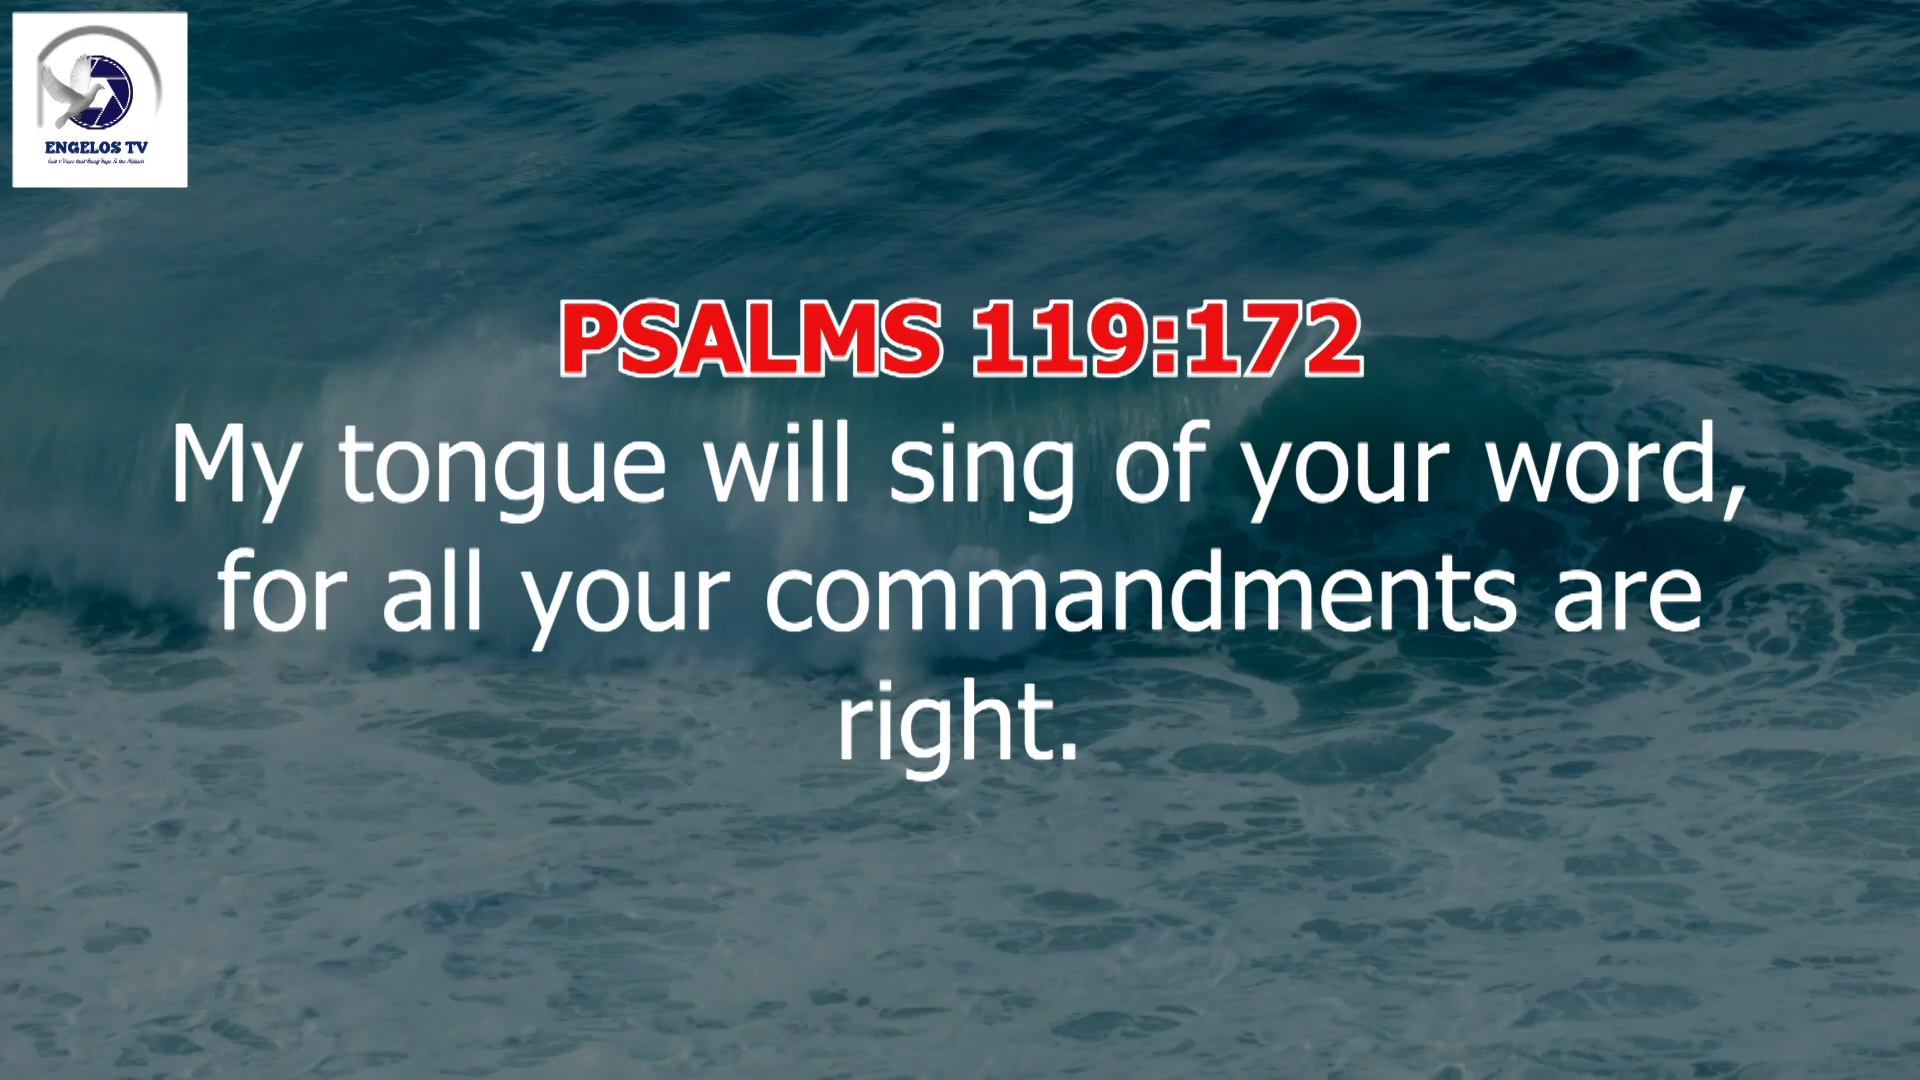 ENGELOS TV
PSALMS 119:172
My tongue will sing of your word,
for all your commandments are
right.